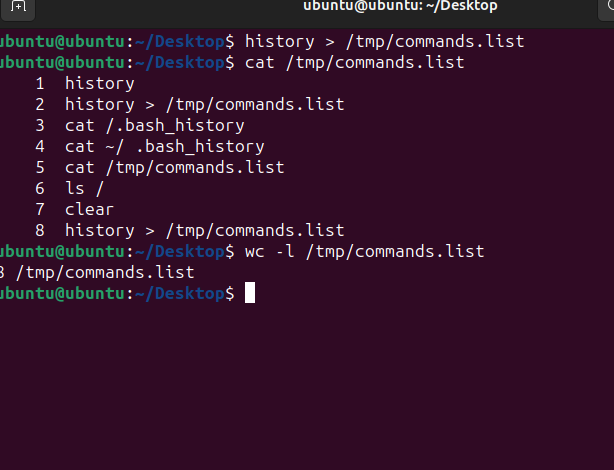 ubuntu@ubuntu: ~/Desktop
ubuntu@ubuntu:~/Desktop$ history > /tmp/commands.list
ubuntu@ubuntu:~/Desktop$ cat /tmp/commands.list
1 history
2 history > /tmp/commands.list
3 cat /.bash_history
4 cat ~/ .bash_history
5 cat /tmp/commands.list
6 ls /
7 clear
8 history > /tmp/commands.list
ubuntu@ubuntu:~/Desktop$ wc -l /tmp/commands.list
8 /tmp/commands.list
ubuntu@ubuntu:~/Desktop$